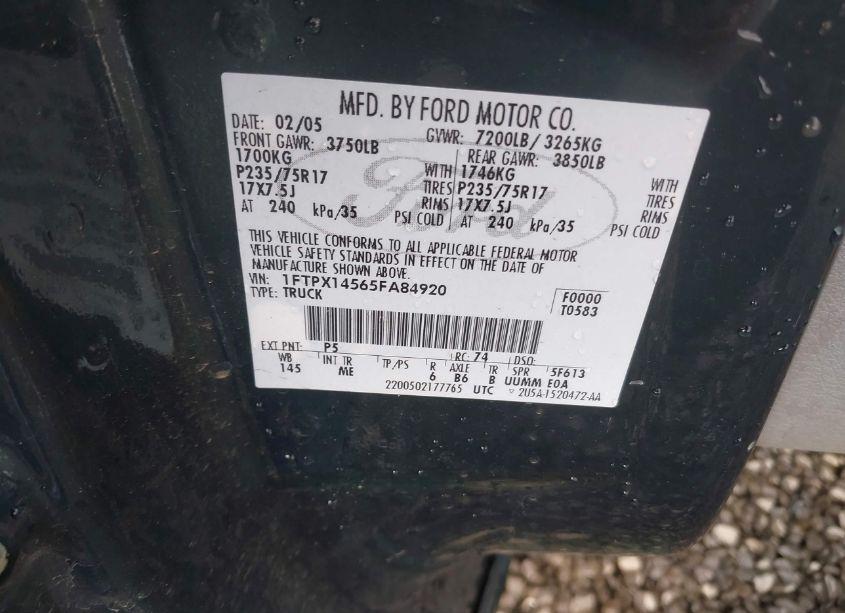 MFD. BY FORD MOTOR CO.
DATE: 02/05 GVWR: 7200LB / 3265KG
FRONT GAWR: 3750LB REAR GAWR: 3850LB
1700KG WITH 1746KG WITH
P235/75R17 TIRES P235/75R17 TIRES
17X7.5J RIMS 17X7.5J RIMS
AT 240 kPa/35 PSI COLD AT 240 kPa/35 PSI COLD
Ford
THIS VEHICLE CONFORMS TO ALL APPLICABLE FEDERAL MOTOR
VEHICLE SAFETY STANDARDS IN EFFECT ON THE DATE OF
MANUFACTURE SHOWN ABOVE.
VIN: 1FTPX14565FA84920
TYPE: TRUCK
F0000
T0583
EXT PNT: P5 RC: 74 DSO:
WB INT TR TP/PS R AXLE TR SPR 5F613
145 ME 6 B6 B UUMM E0A
2200502177765 UTC 2U5A-1520472-AA